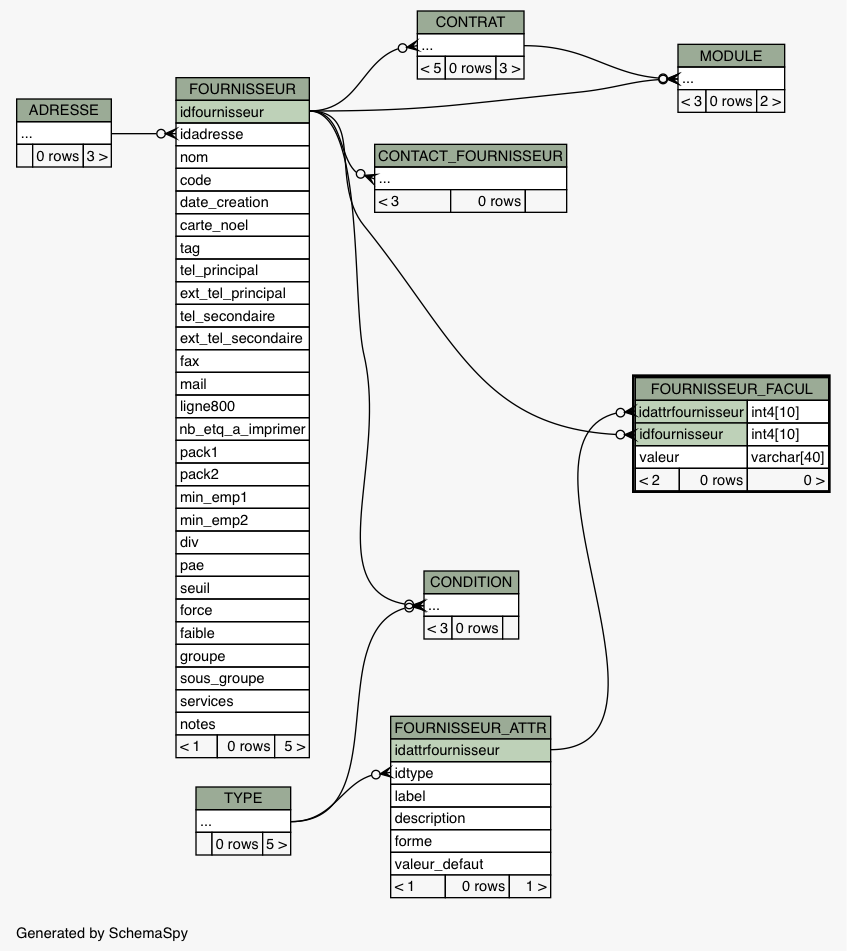 CONTRAT
...
< 5 0 rows 3 >
MODULE
...
< 3 0 rows 2 >
ADRESSE
...
0 rows 3 >
FOURNISSEUR
idfournisseur
idadresse
nom
code
date_creation
carte_noel
tag
tel_principal
ext_tel_principal
tel_secondaire
ext_tel_secondaire
fax
mail
ligne800
nb_etq_a_imprimer
pack1
pack2
min_emp1
min_emp2
div
pae
seuil
force
faible
groupe
sous_groupe
services
notes
< 1 0 rows 5 >
CONTACT_FOURNISSEUR
...
< 3 0 rows
FOURNISSEUR_FACUL
idattrfournisseur int4[10]
idfournisseur int4[10]
valeur varchar[40]
< 2 0 rows 0 >
CONDITION
...
< 3 0 rows
FOURNISSEUR_ATTR
idattrfournisseur
idtype
label
description
forme
valeur_defaut
< 1 0 rows 1 >
TYPE
...
0 rows 5 >
Generated by SchemaSpy